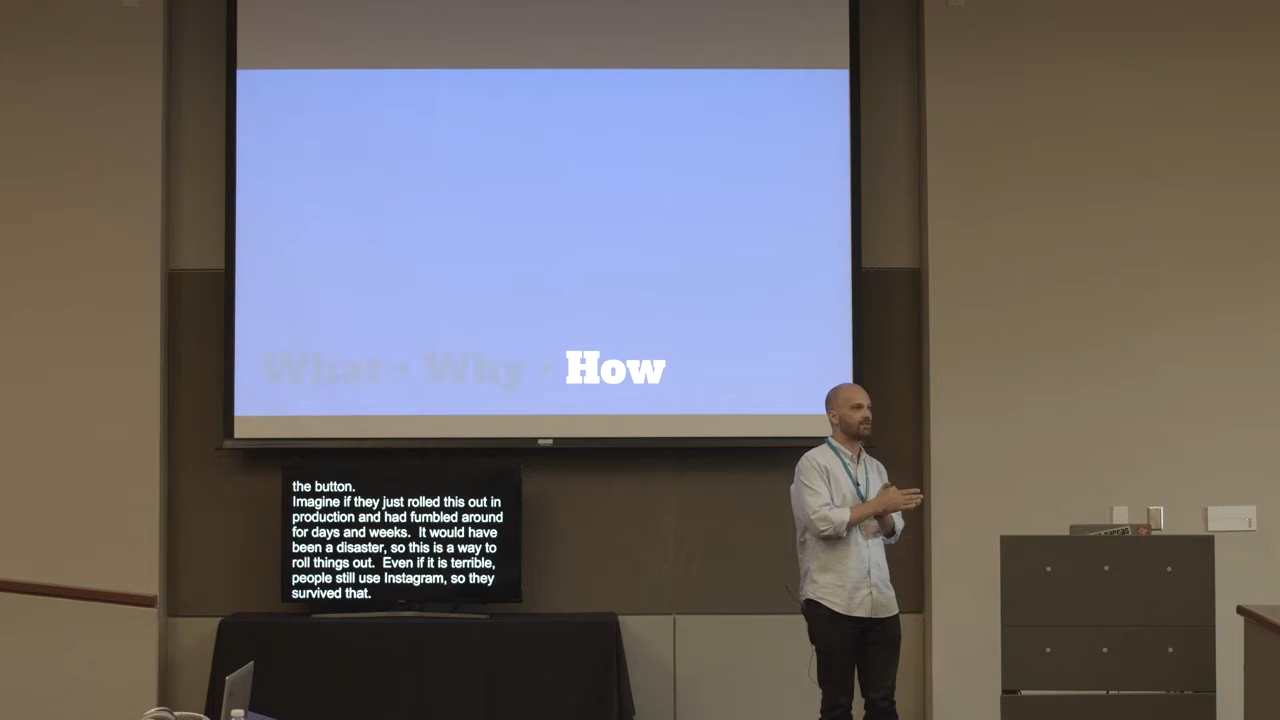 What · Why · How
the button.
Imagine if they just rolled this out in
production and had fumbled around
for days and weeks.  It would have
been a disaster, so this is a way to
roll things out.  Even if it is terrible,
people still use Instagram, so they
survived that.